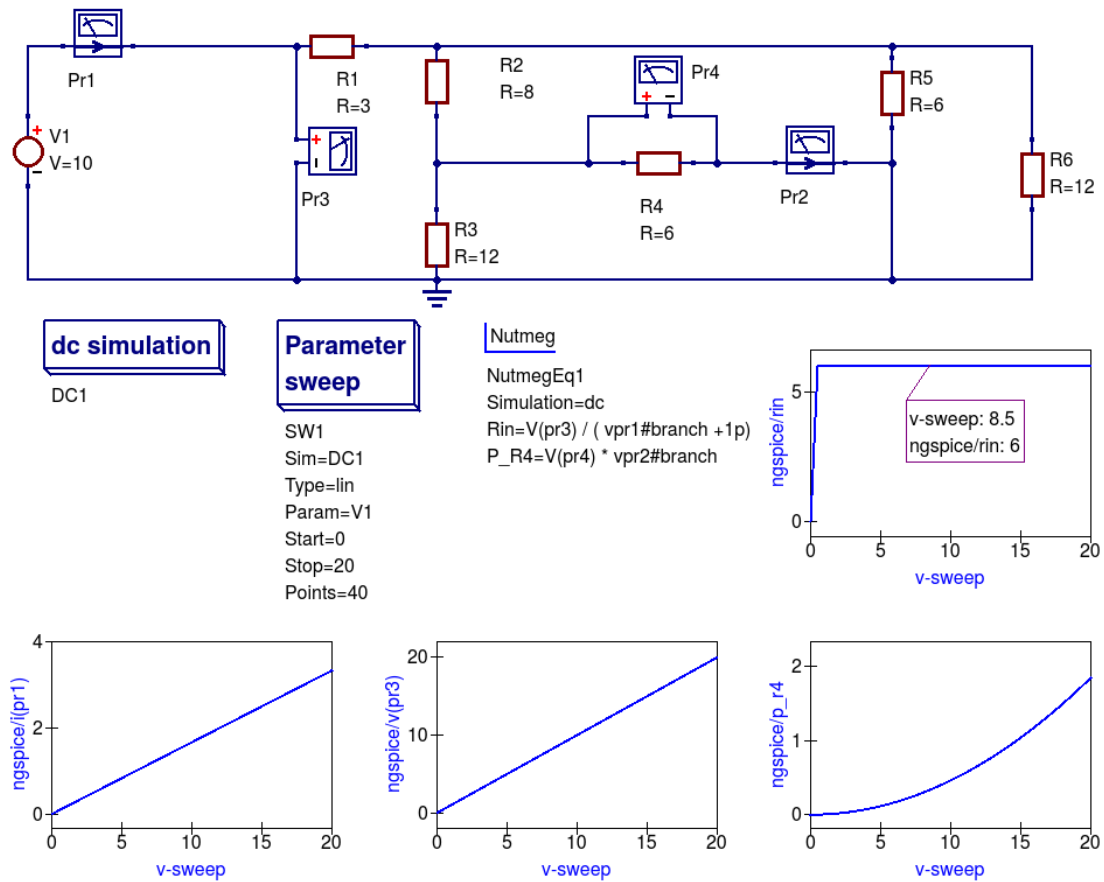 Pr1
R1
R=3
R2
R=8
Pr4
R5
R=6
+
V1
V=10
-
+
-
Pr3
+ -
R4
R=6
Pr2
R6
R=12
R3
R=12
dc simulation
DC1
Parameter
sweep
SW1
Sim=DC1
Type=lin
Param=V1
Start=0
Stop=20
Points=40
Nutmeg
NutmegEq1
Simulation=dc
Rin=V(pr3) / ( vpr1#branch +1p)
P_R4=V(pr4) * vpr2#branch
ngspice/rin
5
0
v-sweep: 8.5
ngspice/rin: 6
0 5 10 15 20
v-sweep
ngspice/i(pr1)
4
2
0
0 5 10 15 20
v-sweep
ngspice/v(pr3)
20
10
0
0 5 10 15 20
v-sweep
ngspice/p_r4
2
1
0
0 5 10 15 20
v-sweep